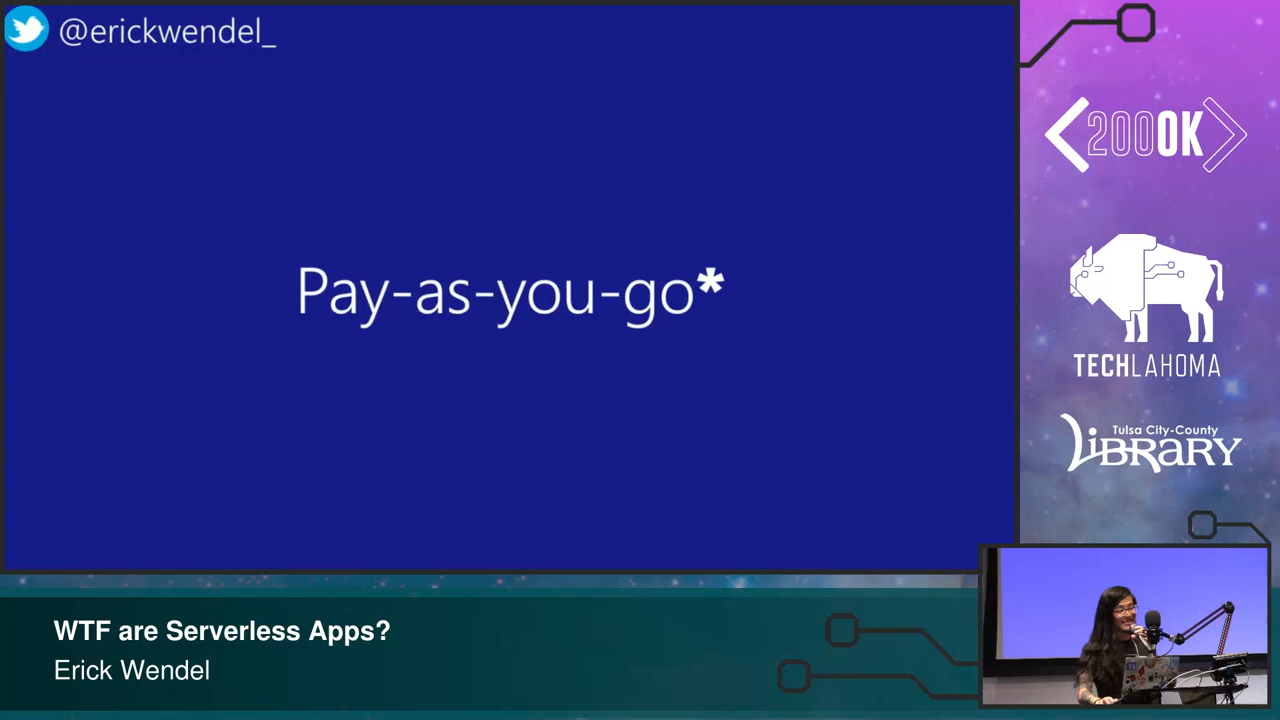 @erickwendel_
Pay-as-you-go*
<200OK>
TECHLAHOMA
Tulsa City-County
LIBRARY
WTF are Serverless Apps?
Erick Wendel